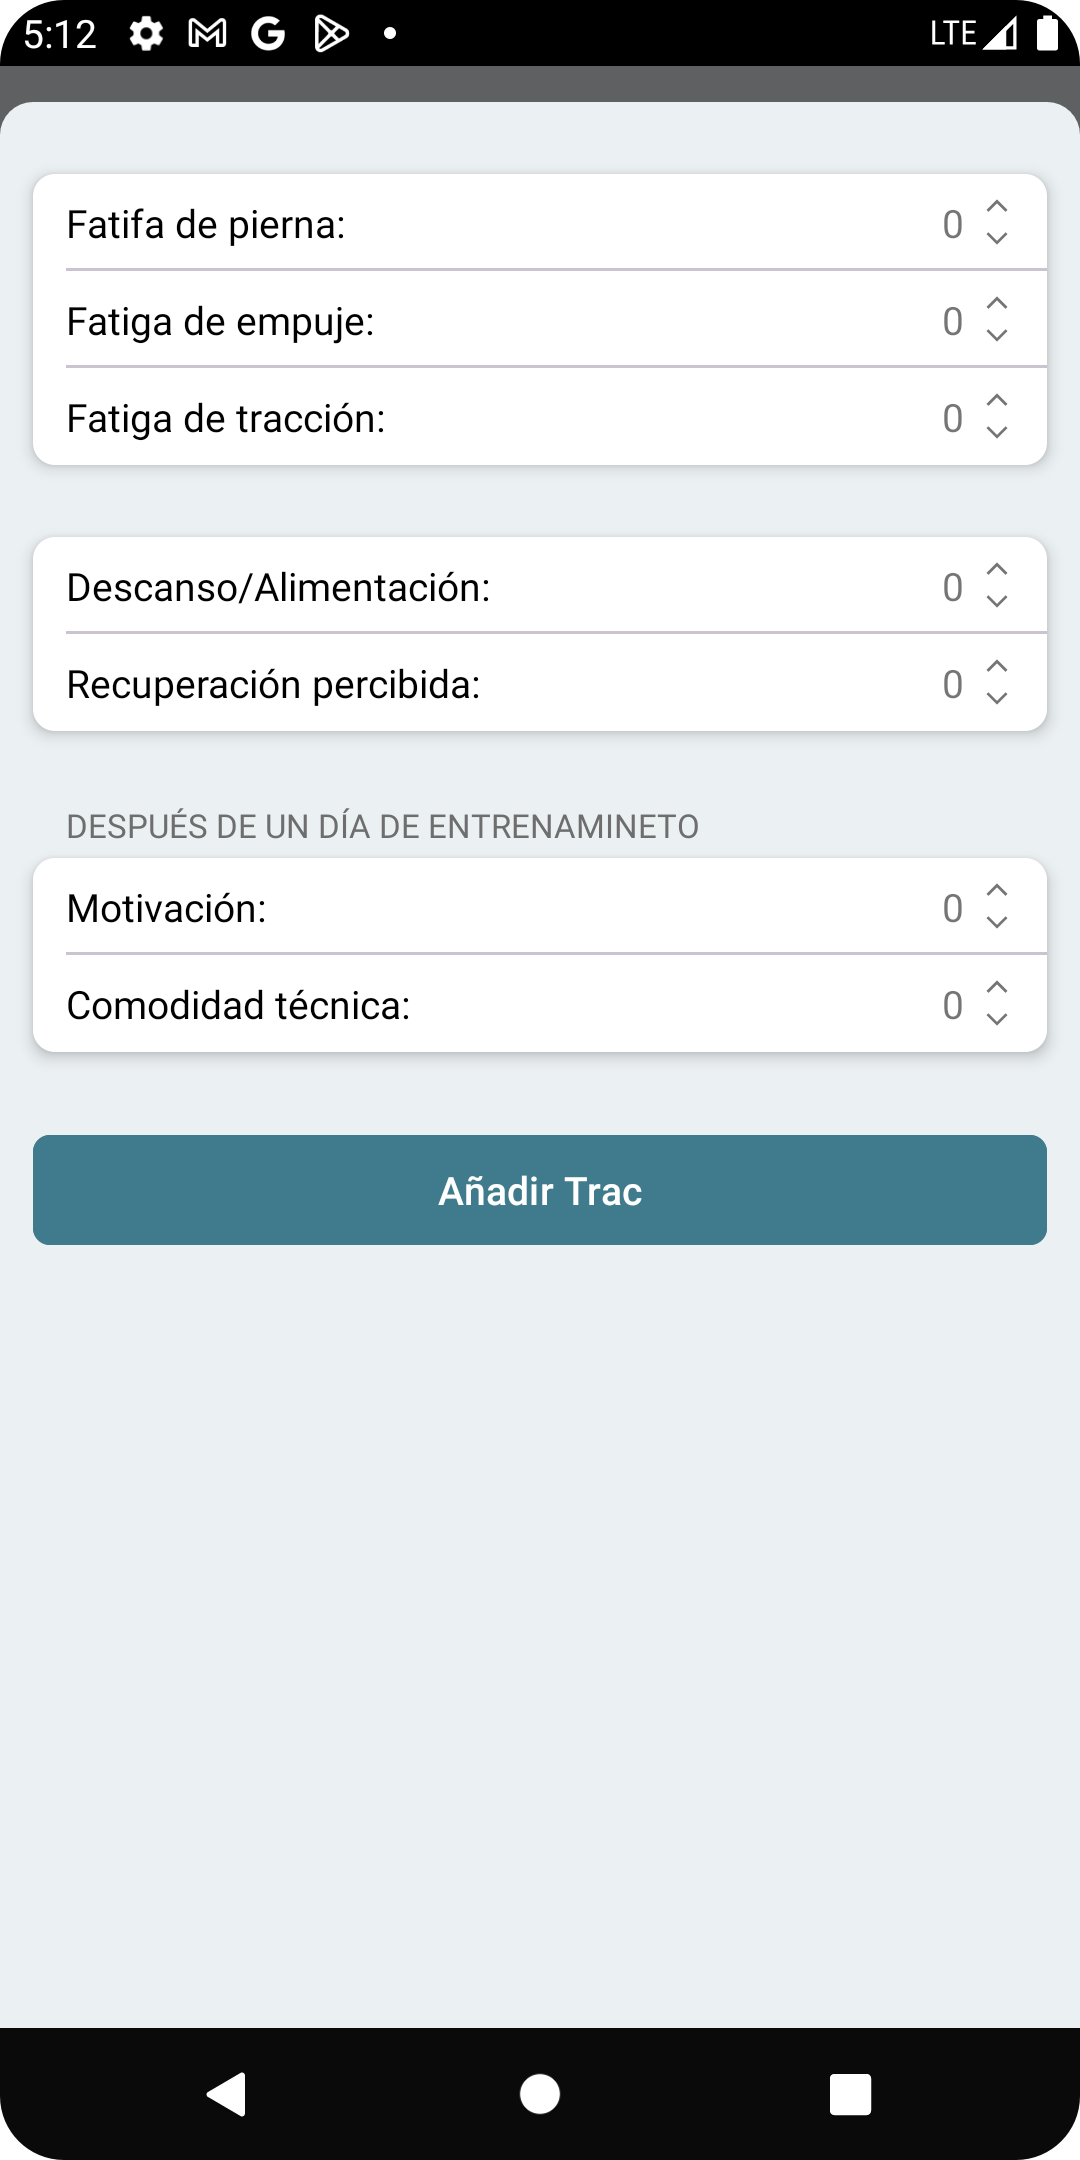 5:12 LTE
Fatifa de pierna: 0
Fatiga de empuje: 0
Fatiga de tracción: 0
Descanso/Alimentación: 0
Recuperación percibida: 0
DESPUÉS DE UN DÍA DE ENTRENAMINETO
Motivación: 0
Comodidad técnica: 0
Añadir Trac